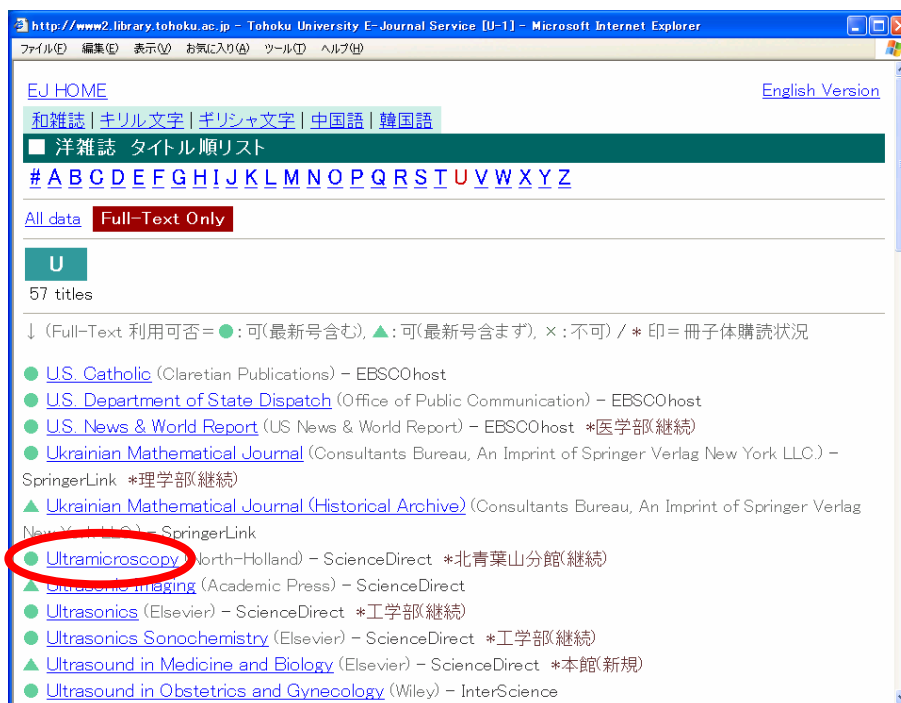 http://www2.library.tohoku.ac.jp - Tohoku University E-Journal Service [U-1] - Microsoft Internet Explorer
ファイル(F) 編集(E) 表示(V) お気に入り(A) ツール(T) ヘルプ(H)
EJ HOME English Version
和雑誌 | キリル文字 | ギリシャ文字 | 中国語 | 韓国語
■ 洋雑誌 タイトル順リスト
# A B C D E F G H I J K L M N O P Q R S T U V W X Y Z
All data Full-Text Only
U
57 titles
↓ (Full-Text 利用可否=●:可(最新号含む), ▲:可(最新号含まず), ×:不可) / * 印=冊子体購読状況
● U.S. Catholic (Claretian Publications) - EBSCOhost
● U.S. Department of State Dispatch (Office of Public Communication) - EBSCOhost
● U.S. News & World Report (US News & World Report) - EBSCOhost *医学部(継続)
● Ukrainian Mathematical Journal (Consultants Bureau, An Imprint of Springer Verlag New York LLC.) -
SpringerLink *理学部(継続)
▲ Ukrainian Mathematical Journal (Historical Archive) (Consultants Bureau, An Imprint of Springer Verlag
New York LLC.) - SpringerLink
● Ultramicroscopy (North-Holland) - ScienceDirect *北青葉山分館(継続)
▲ Ultrasonic Imaging (Academic Press) - ScienceDirect
● Ultrasonics (Elsevier) - ScienceDirect *工学部(継続)
● Ultrasonics Sonochemistry (Elsevier) - ScienceDirect *工学部(継続)
▲ Ultrasound in Medicine and Biology (Elsevier) - ScienceDirect *本館(新規)
● Ultrasound in Obstetrics and Gynecology (Wiley) - InterScience